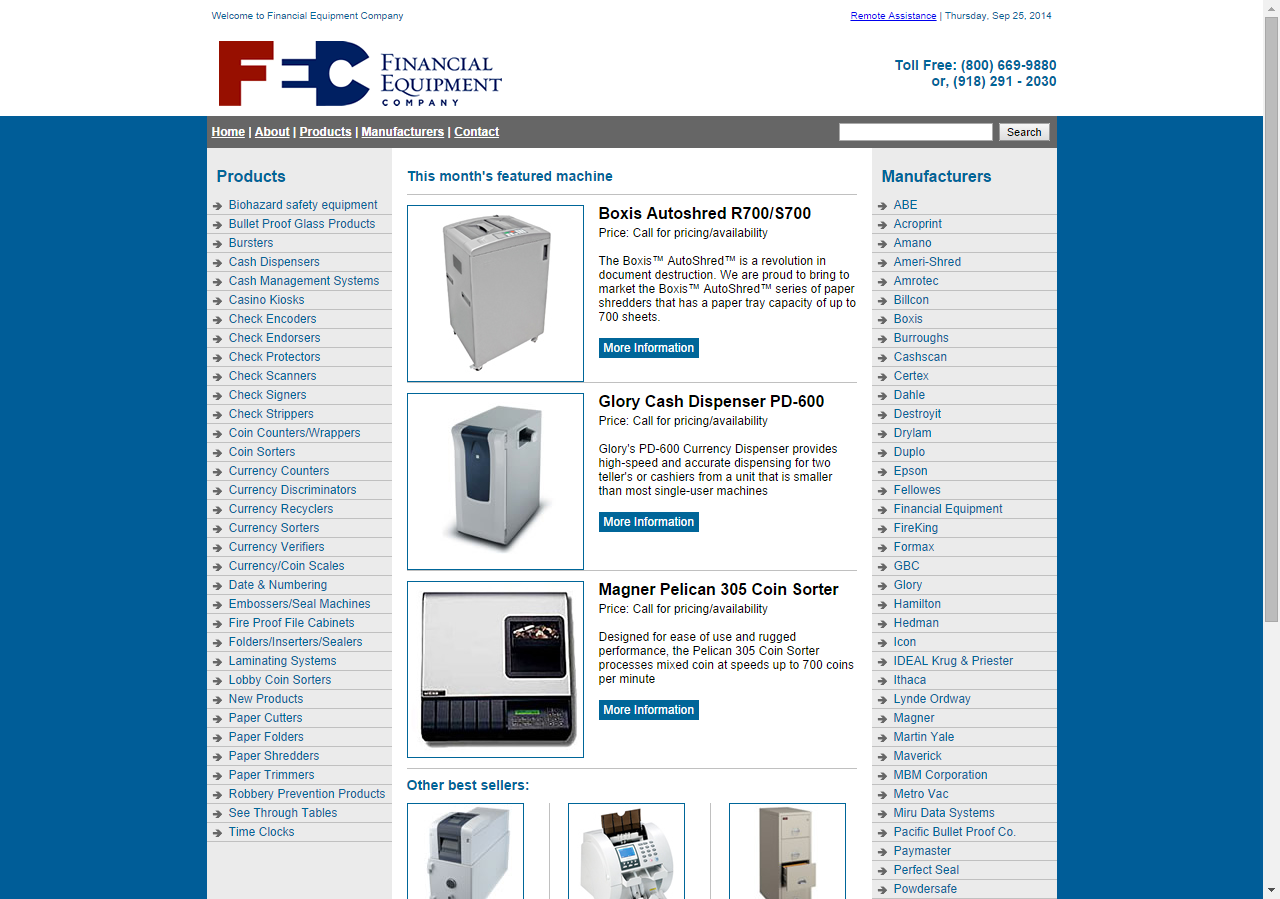 Welcome to Financial Equipment Company
Remote Assistance | Thursday, Sep 25, 2014
FEC
FINANCIAL
EQUIPMENT
COMPANY
Toll Free: (800) 669-9880
or, (918) 291 - 2030
Home | About | Products | Manufacturers | Contact
Search
Products
Biohazard safety equipment
Bullet Proof Glass Products
Bursters
Cash Dispensers
Cash Management Systems
Casino Kiosks
Check Encoders
Check Endorsers
Check Protectors
Check Scanners
Check Signers
Check Strippers
Coin Counters/Wrappers
Coin Sorters
Currency Counters
Currency Discriminators
Currency Recyclers
Currency Sorters
Currency Verifiers
Currency/Coin Scales
Date & Numbering
Embossers/Seal Machines
Fire Proof File Cabinets
Folders/Inserters/Sealers
Laminating Systems
Lobby Coin Sorters
New Products
Paper Cutters
Paper Folders
Paper Shredders
Paper Trimmers
Robbery Prevention Products
See Through Tables
Time Clocks
This month's featured machine
Boxis Autoshred R700/S700
Price: Call for pricing/availability
The Boxis™ AutoShred™ is a revolution in
document destruction. We are proud to bring to
market the Boxis™ AutoShred™ series of paper
shredders that has a paper tray capacity of up to
700 sheets.
More Information
Glory Cash Dispenser PD-600
Price: Call for pricing/availability
Glory's PD-600 Currency Dispenser provides
high-speed and accurate dispensing for two
teller's or cashiers from a unit that is smaller
than most single-user machines
More Information
Magner Pelican 305 Coin Sorter
Price: Call for pricing/availability
Designed for ease of use and rugged
performance, the Pelican 305 Coin Sorter
processes mixed coin at speeds up to 700 coins
per minute
More Information
Other best sellers:
Manufacturers
ABE
Acroprint
Amano
Ameri-Shred
Amrotec
Billcon
Boxis
Burroughs
Cashscan
Certex
Dahle
Destroyit
Drylam
Duplo
Epson
Fellowes
Financial Equipment
FireKing
Formax
GBC
Glory
Hamilton
Hedman
Icon
IDEAL Krug & Priester
Ithaca
Lynde Ordway
Magner
Martin Yale
Maverick
MBM Corporation
Metro Vac
Miru Data Systems
Pacific Bullet Proof Co.
Paymaster
Perfect Seal
Powdersafe